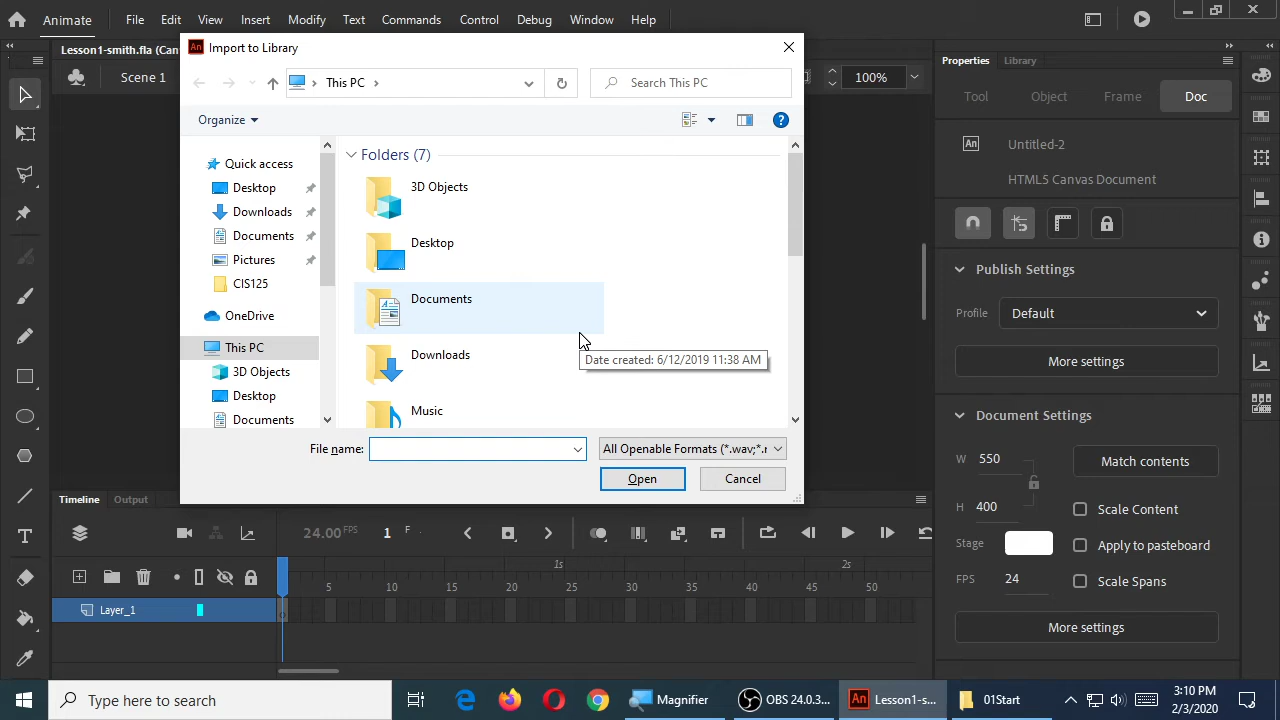 Animate File Edit View Insert Modify Text Commands Control Debug Window Help
Lesson1-smith.fla (Can
Import to Library
Properties Library
Scene 1
This PC
Search This PC
100%
Tool Object Frame Doc
Organize
Quick access
Desktop
Downloads
Documents
Pictures
CIS125
OneDrive
This PC
3D Objects
Desktop
Documents
Folders (7)
3D Objects
Desktop
Documents
Downloads
Music
Date created: 6/12/2019 11:38 AM
File name:
All Openable Formats (*.wav;*.r
Open Cancel
An Untitled-2
HTML5 Canvas Document
Publish Settings
Profile Default
More settings
Document Settings
W 550 Match contents
H 400 Scale Content
Stage Apply to pasteboard
FPS 24 Scale Spans
More settings
Timeline Output
24.00 FPS 1 F
1s 2s
5 10 15 20 25 30 35 40 45 50
Layer_1
Type here to search
Magnifier
OBS 24.0.3...
An Lesson1-s...
01Start
3:10 PM
2/3/2020